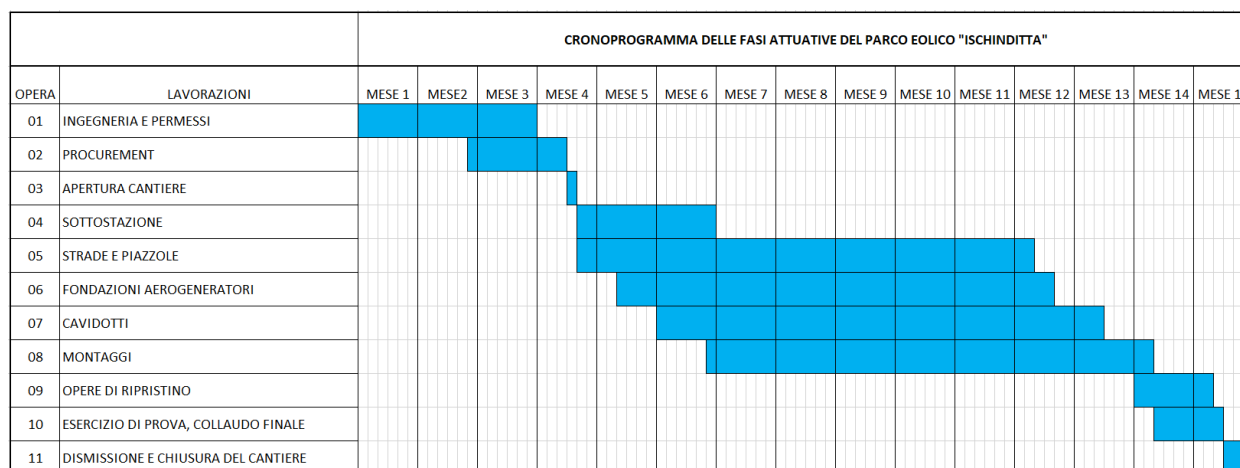 CRONOPROGRAMMA DELLE FASI ATTUATIVE DEL PARCO EOLICO "ISCHINDITTA"
OPERA LAVORAZIONI MESE 1 MESE2 MESE 3 MESE 4 MESE 5 MESE 6 MESE 7 MESE 8 MESE 9 MESE 10 MESE 11 MESE 12 MESE 13 MESE 14 MESE 1
01 INGEGNERIA E PERMESSI
02 PROCUREMENT
03 APERTURA CANTIERE
04 SOTTOSTAZIONE
05 STRADE E PIAZZOLE
06 FONDAZIONI AEROGENERATORI
07 CAVIDOTTI
08 MONTAGGI
09 OPERE DI RIPRISTINO
10 ESERCIZIO DI PROVA, COLLAUDO FINALE
11 DISMISSIONE E CHIUSURA DEL CANTIERE